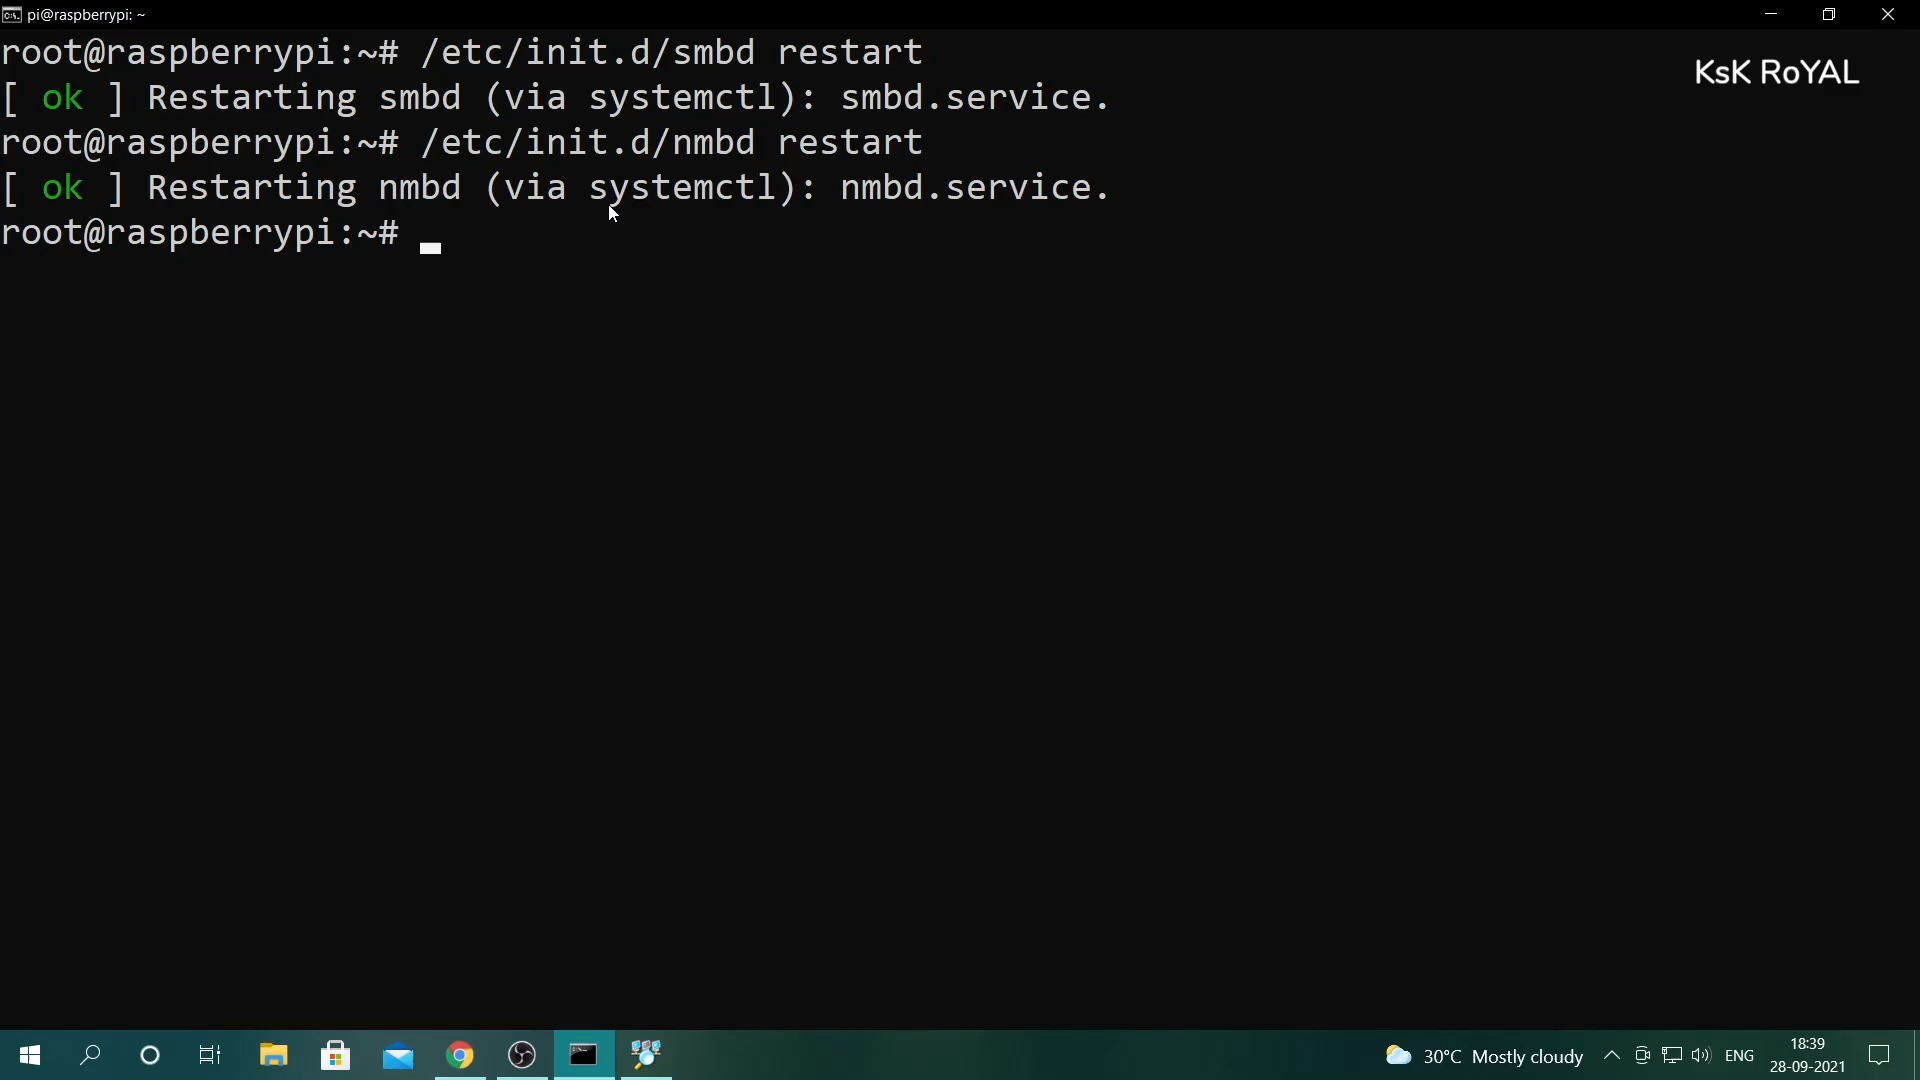 pi@raspberrypi: ~
root@raspberrypi:~# /etc/init.d/smbd restart
[ ok ] Restarting smbd (via systemctl): smbd.service.
root@raspberrypi:~# /etc/init.d/nmbd restart
[ ok ] Restarting nmbd (via systemctl): nmbd.service.
root@raspberrypi:~#
KsK RoYAL
30°C Mostly cloudy
ENG
18:39
28-09-2021